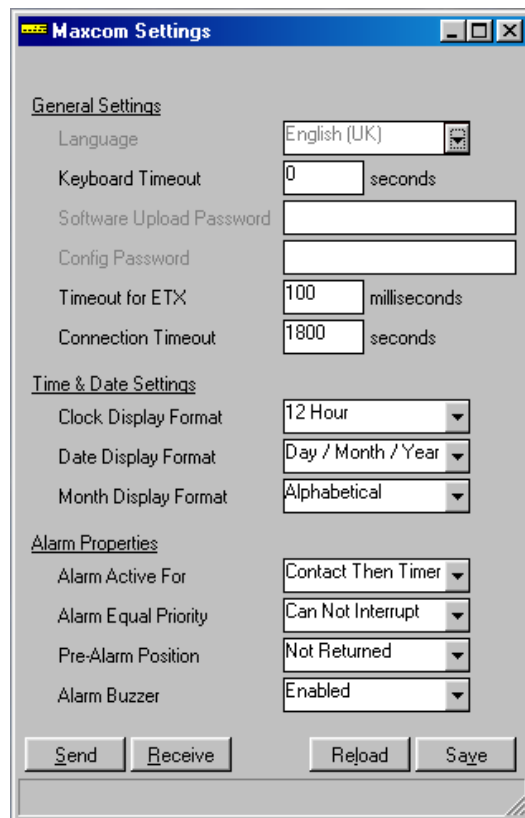 Maxcom Settings
General Settings
Language English (UK)
Keyboard Timeout 0 seconds
Software Upload Password
Config Password
Timeout for ETX 100 milliseconds
Connection Timeout 1800 seconds
Time & Date Settings
Clock Display Format 12 Hour
Date Display Format Day / Month / Year
Month Display Format Alphabetical
Alarm Properties
Alarm Active For Contact Then Timer
Alarm Equal Priority Can Not Interrupt
Pre-Alarm Position Not Returned
Alarm Buzzer Enabled
Send Receive Reload Save